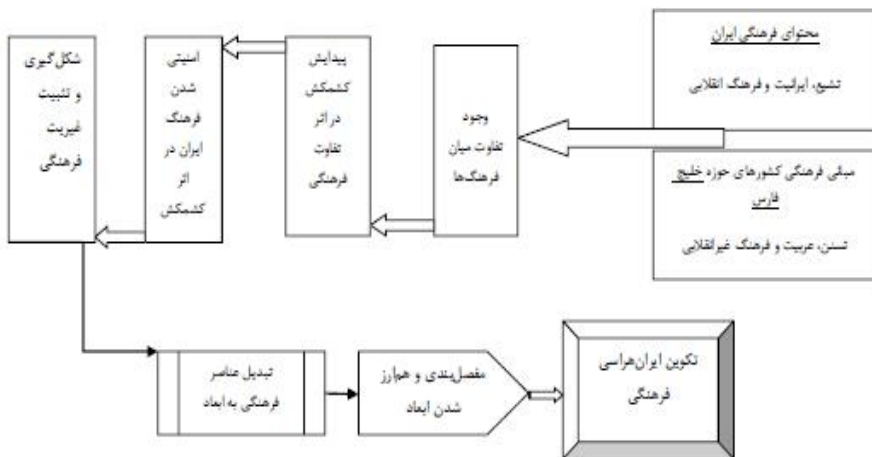 محتوای فرهنگی ایران
تشیع، ایرانیت و فرهنگ انقلابی
مبانی فرهنگی کشورهای حوزه خلیج
فارس
تسنن، عربیت و فرهنگ غیرانقلابی
وجود
تفاوت میان
فرهنگ‌ها
پیدایش
کشمکش
در اثر
تفاوت
فرهنگی
امنیتی
شدن
فرهنگ
ایران در
اثر
کشمکش
شکل‌گیری
و تثبیت
غیریت
فرهنگی
تبدیل عناصر
فرهنگی به ابعاد
مفصل‌بندی و هم‌ارز
شدن ابعاد
تکوین ایران‌هراسی
فرهنگی